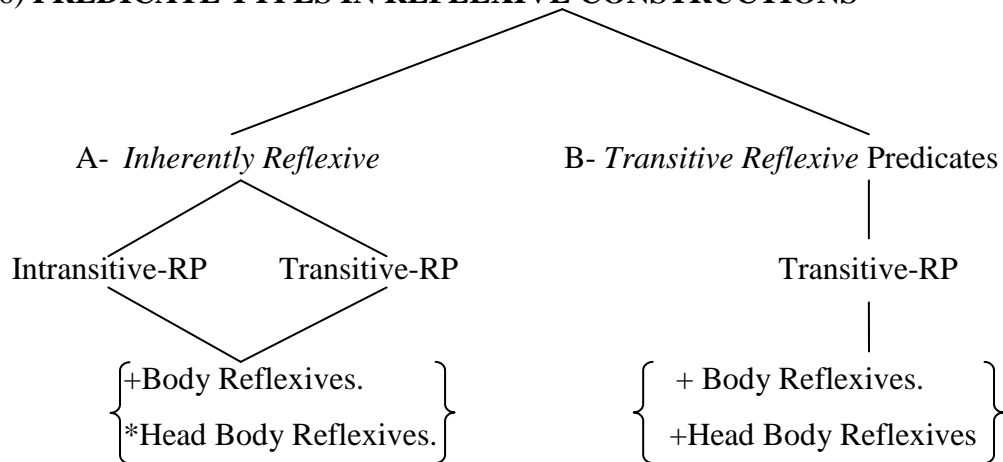 6) PREDICATE TYPES IN REFLEXIVE CONSTRUCTIONS
A- Inherently Reflexive B- Transitive Reflexive Predicates
Intransitive-RP Transitive-RP Transitive-RP
+Body Reflexives. + Body Reflexives.
*Head Body Reflexives. +Head Body Reflexives